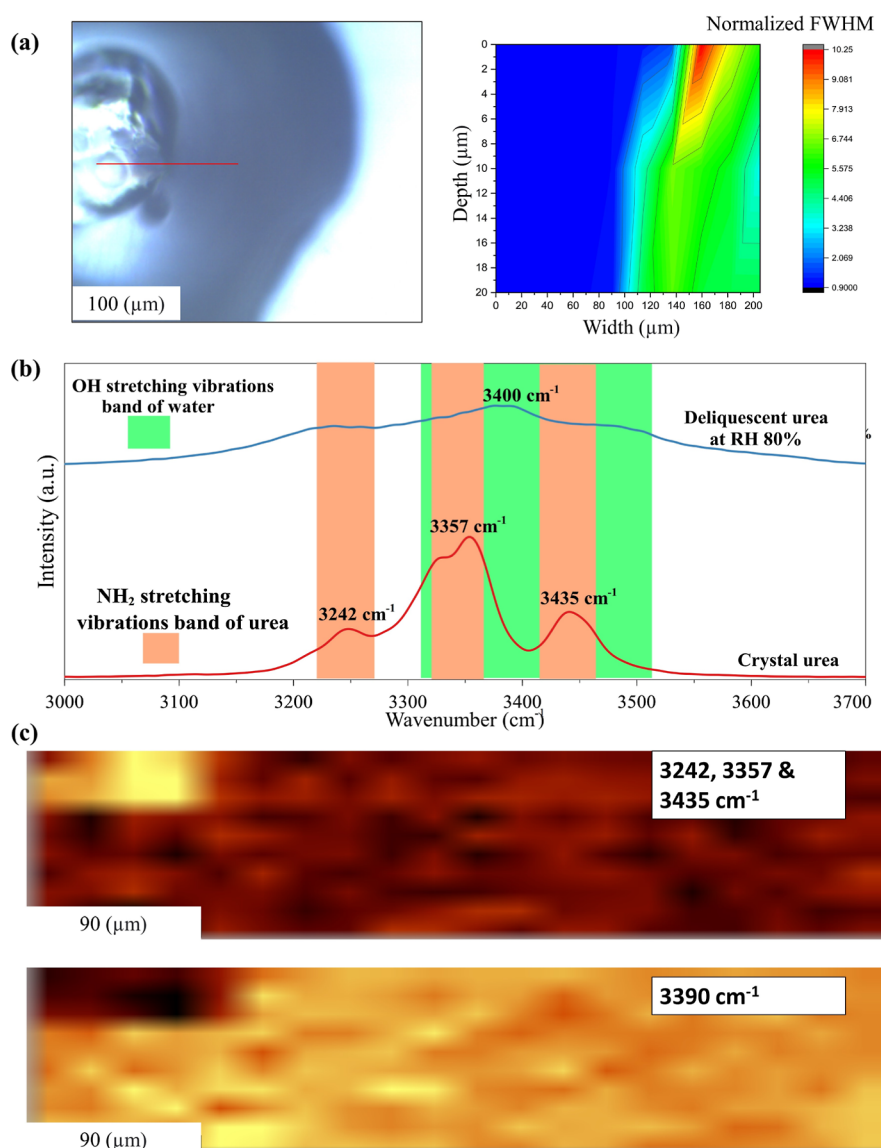 (a)
100 (µm)
Normalized FWHM
Depth (µm)
0
2
4
6
8
10
12
14
16
18
20
0 20 40 60 80 100 120 140 160 180 200
Width (µm)
10.25
9.081
7.913
6.744
5.575
4.406
3.238
2.069
0.9000
(b)
OH stretching vibrations
band of water
3400 cm-1
Deliquescent urea
at RH 80%
%
Intensity (a.u.)
3357 cm-1
NH2 stretching
vibrations band of urea
3242 cm-1
3435 cm-1
Crystal urea
3000 3100 3200 3300 3400 3500 3600 3700
Wavenumber (cm-1)
(c)
3242, 3357 &
3435 cm-1
90 (µm)
3390 cm-1
90 (µm)